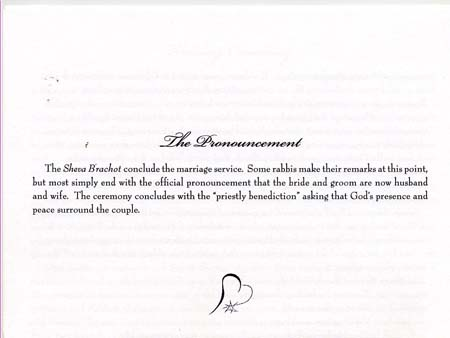 The Pronouncement
The Sheva B'rachot conclude the marriage service. Some rabbis make their remarks at this point,
but most simply end with the official pronouncement that the bride and groom are now husband
and wife. The ceremony concludes with the "priestly benediction" asking that God's presence and
peace surround the couple.